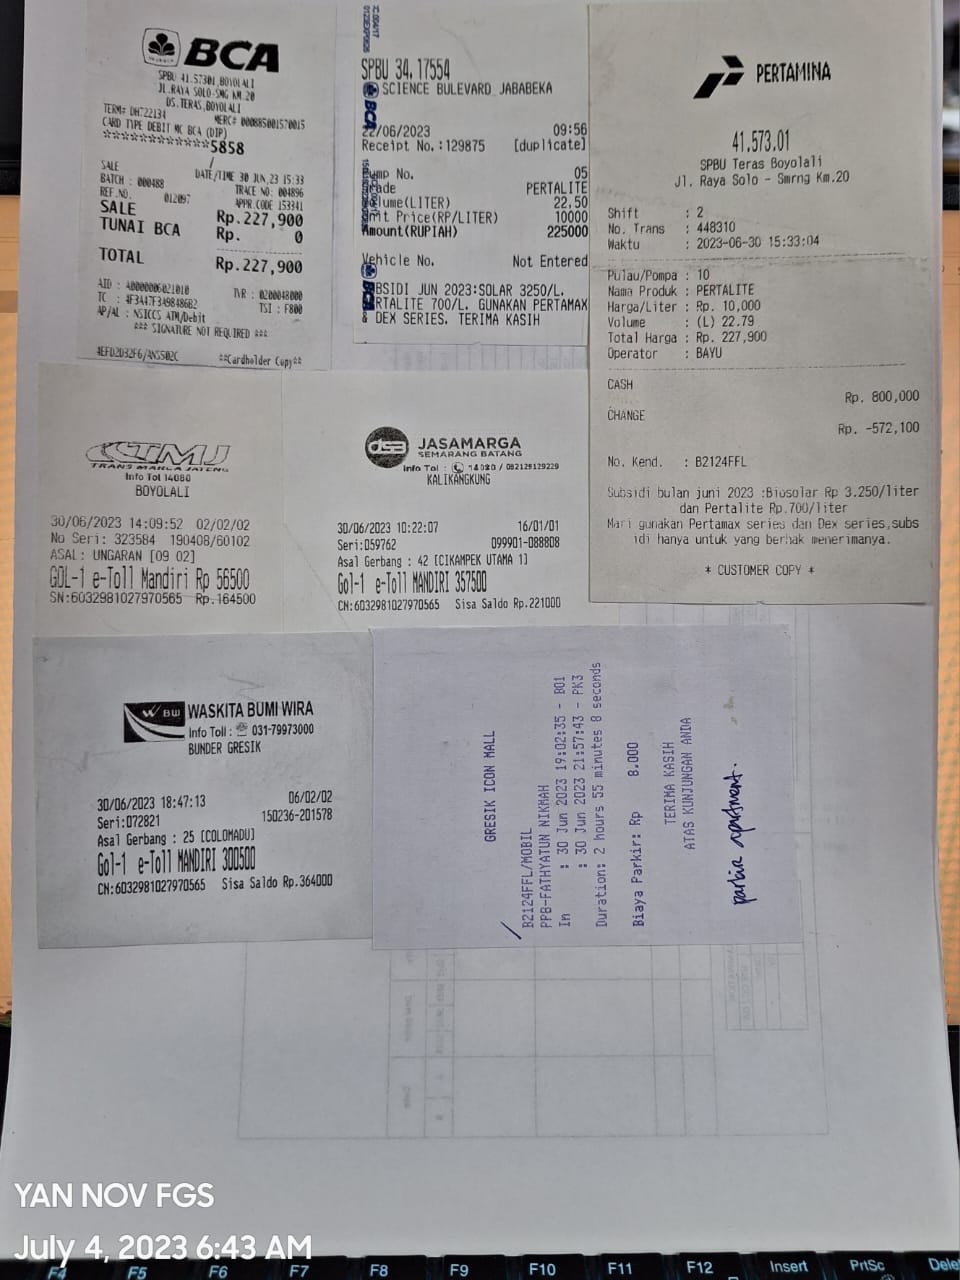 BCA
SPBU 41.57301,BOYOLALI
JL.RAYA SOLO-SMG KM.20
DS.TERAS,BOYOLALI
TERM# DH722134 MERC# 000885001570015
CARD TYPE DEBIT MC BCA (DIP)
************5858
SALE DATE/TIME 30 JUN,23 15:33
BATCH : 000488 TRACE NO: 004896
REF.NO. 012097 APPR.CODE 153341
SALE Rp.227,900
TUNAI BCA Rp. 0
TOTAL Rp.227,900
AID : A0000006021010 TVR : 0200048000
TC : 4F3A47F3498486B2 TSI : F800
AP/AL : NSICCS ATM/Debit
*** SIGNATURE NOT REQUIRED ***
4EFD2D32F6/ANS502C **Cardholder Copy**
SPBU 34.17554
SCIENCE BULEVARD JABABEKA
22/06/2023 09:56
Receipt No.:129875 [duplicate]
No. 05
PERTALITE
(LITER) 22.50
Price(RP/LITER) 10000
Amount(RUPIAH) 225000
Vehicle No. Not Entered
BSIDI JUN 2023:SOLAR 3250/L.
RTALITE 700/L. GUNAKAN PERTAMAX
DEX SERIES. TERIMA KASIH
PERTAMINA
41.573.01
SPBU Teras Boyolali
Jl. Raya Solo - Smrng Km.20
Shift : 2
No. Trans : 448310
Waktu : 2023-06-30 15:33:04
Pulau/Pompa : 10
Nama Produk : PERTALITE
Harga/Liter : Rp. 10,000
Volume : (L) 22.79
Total Harga : Rp. 227,900
Operator : BAYU
CASH
Rp. 800,000
CHANGE
Rp. -572,100
No. Kend. : B2124FFL
Subsidi bulan juni 2023 :Biosolar Rp 3.250/liter
dan Pertalite Rp.700/liter
Mari gunakan Pertamax series dan Dex series,subs
idi hanya untuk yang berhak menerimanya.
* CUSTOMER COPY *
TMJ
TRANS MARGA JATENG
Info Tol 14080
BOYOLALI
30/06/2023 14:09:52 02/02/02
No Seri: 323584 190408/60102
ASAL: UNGARAN [09 02]
GOL-1 e-Toll Mandiri Rp 56500
SN:6032981027970565 Rp.164500
JASAMARGA
SEMARANG BATANG
Info Tol : 14080 / 082129129229
KALIKANGKUNG
30/06/2023 10:22:07 16/01/01
Seri:059762 099901-088808
Asal Gerbang : 42 [CIKAMPEK UTAMA 1]
Gol-1 e-Toll MANDIRI 357500
CN:6032981027970565 Sisa Saldo Rp.221000
WBW WASKITA BUMI WIRA
Info Toll : 031-79973000
BUNDER GRESIK
30/06/2023 18:47:13 06/02/02
Seri:072821 150236-201578
Asal Gerbang : 25 [COLOMADU]
Gol-1 e-Toll MANDIRI 300500
CN:6032981027970565 Sisa Saldo Rp.364000
GRESIK ICON MALL
B2124FFL/MOBIL
PPB-FATHYATUN NIKMAH
In : 30 Jun 2023 19:02:35 - B01
: 30 Jun 2023 21:57:43 - PK3
Duration: 2 hours 55 minutes 8 seconds
Biaya Parkir: Rp 8.000
TERIMA KASIH
ATAS KUNJUNGAN ANDA
parkir apartment.
YAN NOV FGS
July 4, 2023 6:43 AM
F4 F5 F6 F7 F8 F9 F10 F11 F12 Insert PrtSc Dele